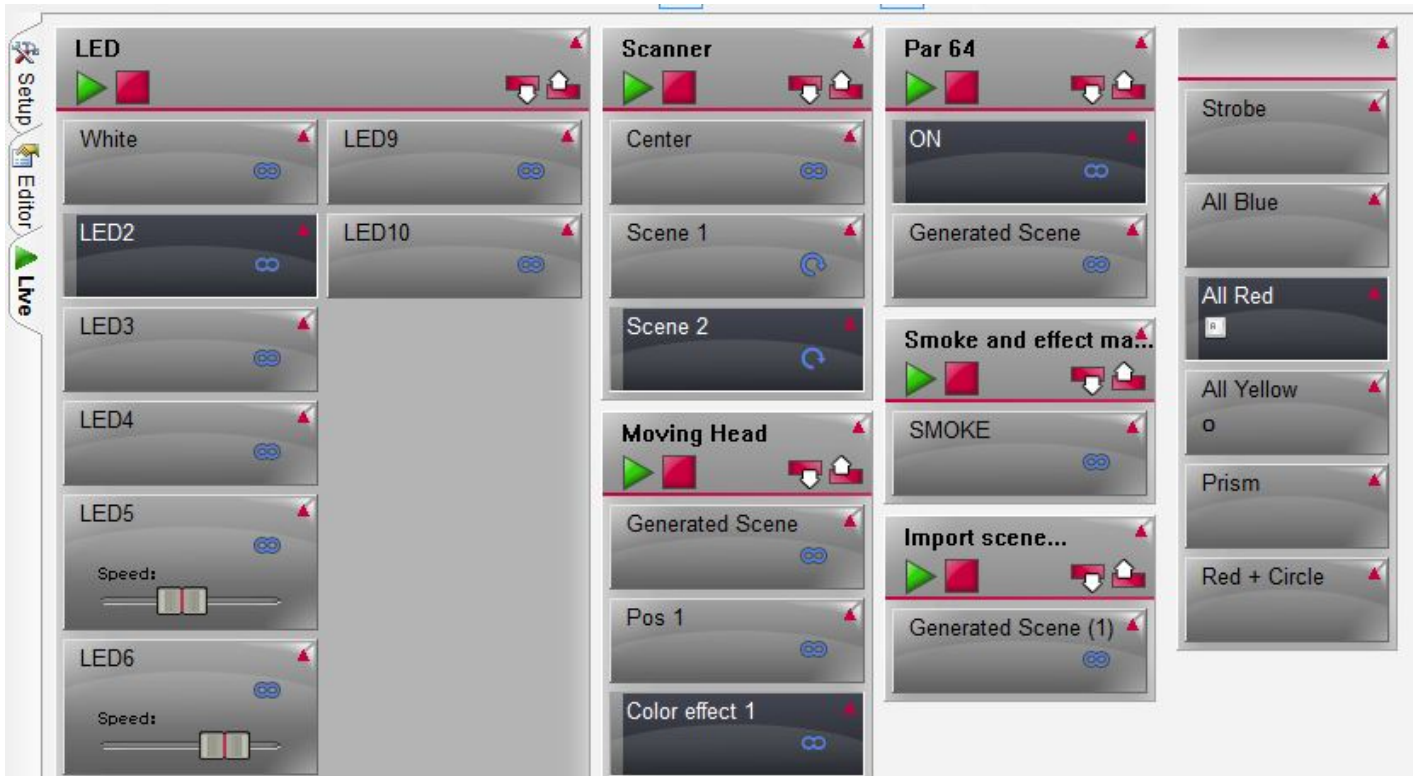 Setup
Editor
Live
LED
White
LED2
LED3
LED4
LED5
Speed:
LED6
Speed:
LED9
LED10
Scanner
Center
Scene 1
Scene 2
Moving Head
Generated Scene
Pos 1
Color effect 1
Par 64
ON
Generated Scene
Smoke and effect ma...
SMOKE
Import scene...
Generated Scene (1)
Strobe
All Blue
All Red
All Yellow
o
Prism
Red + Circle